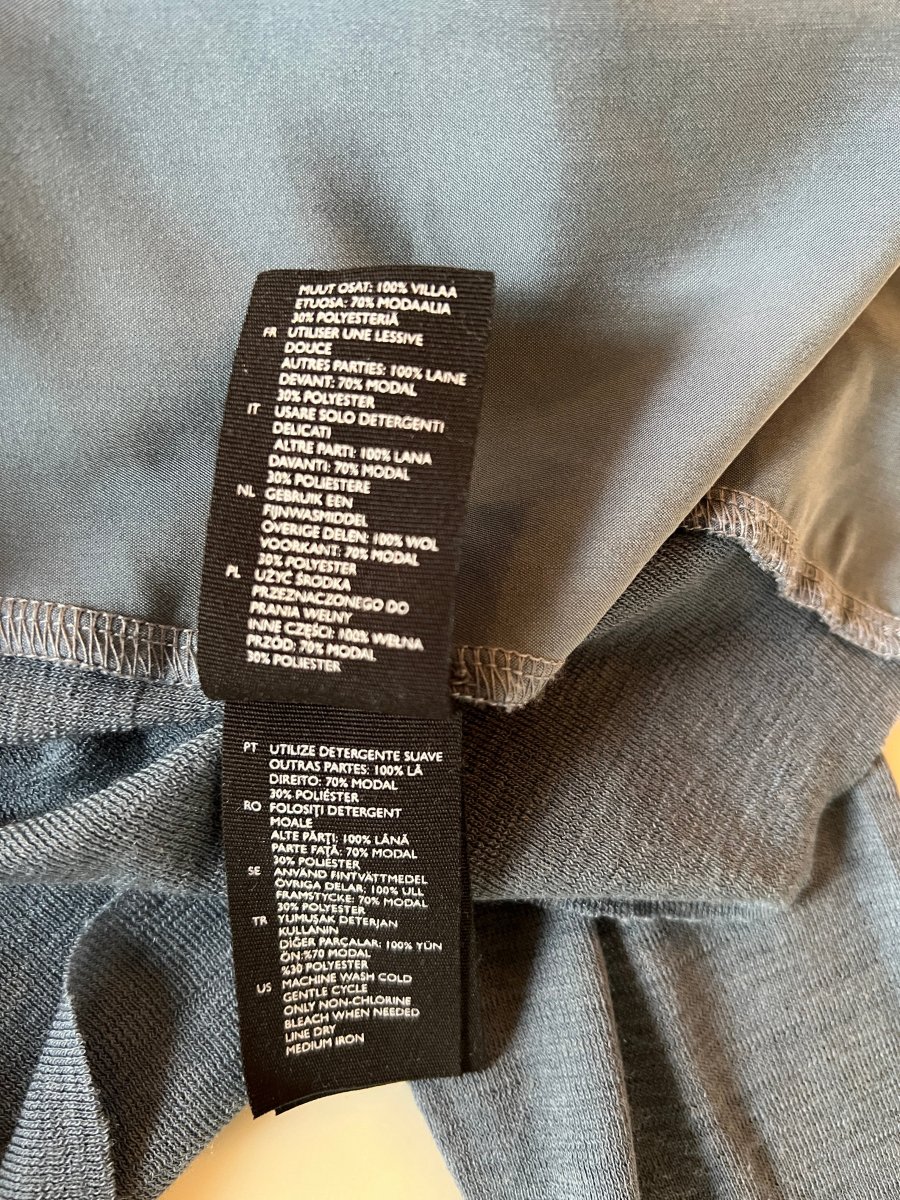 MUUT OSAT: 100% VILLAA
ETUOSA: 70% MODAALIA
30% POLYESTERIÄ
FR UTILISER UNE LESSIVE
DOUCE
AUTRES PARTIES: 100% LAINE
DEVANT: 70% MODAL
30% POLYESTER
IT USARE SOLO DETERGENTI
DELICATI
ALTRE PARTI: 100% LANA
DAVANTI: 70% MODAL
30% POLIESTERE
NL GEBRUIK EEN
FIJNWASMIDDEL
OVERIGE DELEN: 100% WOL
VOORKANT: 70% MODAL
30% POLYESTER
PL UŻYĆ ŚRODKA
PRZEZNACZONEGO DO
PRANIA WEŁNY
INNE CZĘŚCI: 100% WEŁNA
PRZÓD: 70% MODAL
30% POLIESTER
PT UTILIZE DETERGENTE SUAVE
OUTRAS PARTES: 100% LÃ
DIREITO: 70% MODAL
30% POLIÉSTER
RO FOLOSIŢI DETERGENT
MOALE
ALTE PĂRŢI: 100% LÂNĂ
PARTE FAŢĂ: 70% MODAL
30% POLIÉSTER
SE ANVÄND FINTVÄTTMEDEL
ÖVRIGA DELAR: 100% ULL
FRAMSTYCKE: 70% MODAL
30% POLYESTER
TR YUMUŞAK DETERJAN
KULLANIN
DİĞER PARÇALAR: 100% YÜN
ÖN:%70 MODAL
%30 POLYESTER
US MACHINE WASH COLD
GENTLE CYCLE
ONLY NON-CHLORINE
BLEACH WHEN NEEDED
LINE DRY
MEDIUM IRON